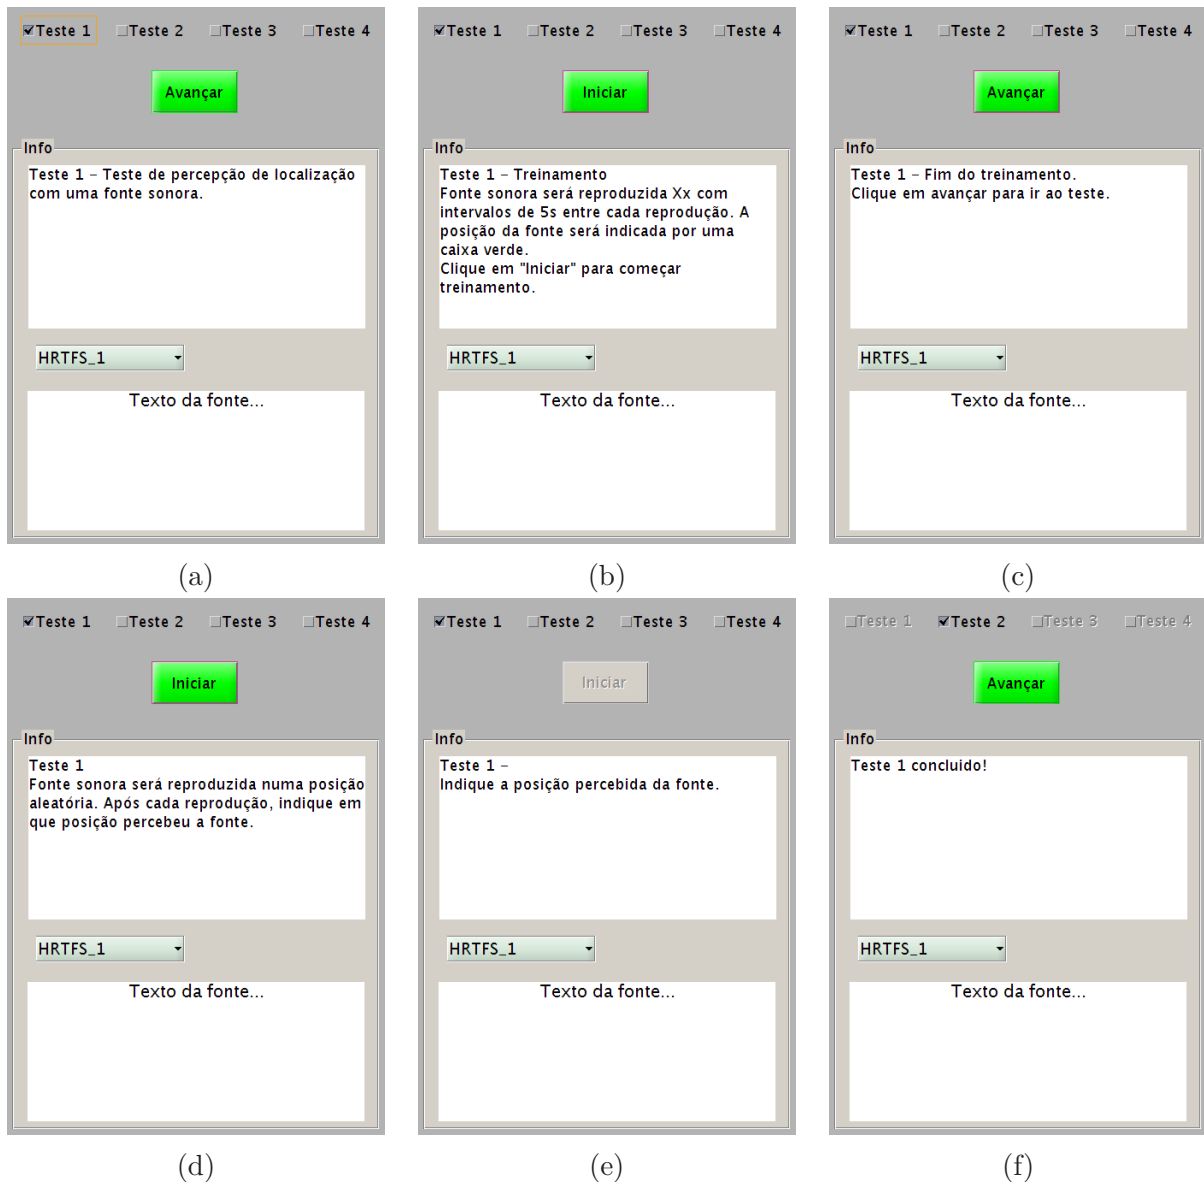 Teste 1 Teste 2 Teste 3 Teste 4
Avançar
Info
Teste 1 – Teste de percepção de localização
com uma fonte sonora.
HRTFS_1
Texto da fonte...
(a)
Teste 1 Teste 2 Teste 3 Teste 4
Iniciar
Info
Teste 1 – Treinamento
Fonte sonora será reproduzida Xx com
intervalos de 5s entre cada reprodução. A
posição da fonte será indicada por uma
caixa verde.
Clique em "Iniciar" para começar
treinamento.
HRTFS_1
Texto da fonte...
(b)
Teste 1 Teste 2 Teste 3 Teste 4
Avançar
Info
Teste 1 – Fim do treinamento.
Clique em avançar para ir ao teste.
HRTFS_1
Texto da fonte...
(c)
Teste 1 Teste 2 Teste 3 Teste 4
Iniciar
Info
Teste 1
Fonte sonora será reproduzida numa posição
aleatória. Após cada reprodução, indique em
que posição percebeu a fonte.
HRTFS_1
Texto da fonte...
(d)
Teste 1 Teste 2 Teste 3 Teste 4
Iniciar
Info
Teste 1 –
Indique a posição percebida da fonte.
HRTFS_1
Texto da fonte...
(e)
Teste 1 Teste 2 Teste 3 Teste 4
Avançar
Info
Teste 1 concluido!
HRTFS_1
Texto da fonte...
(f)